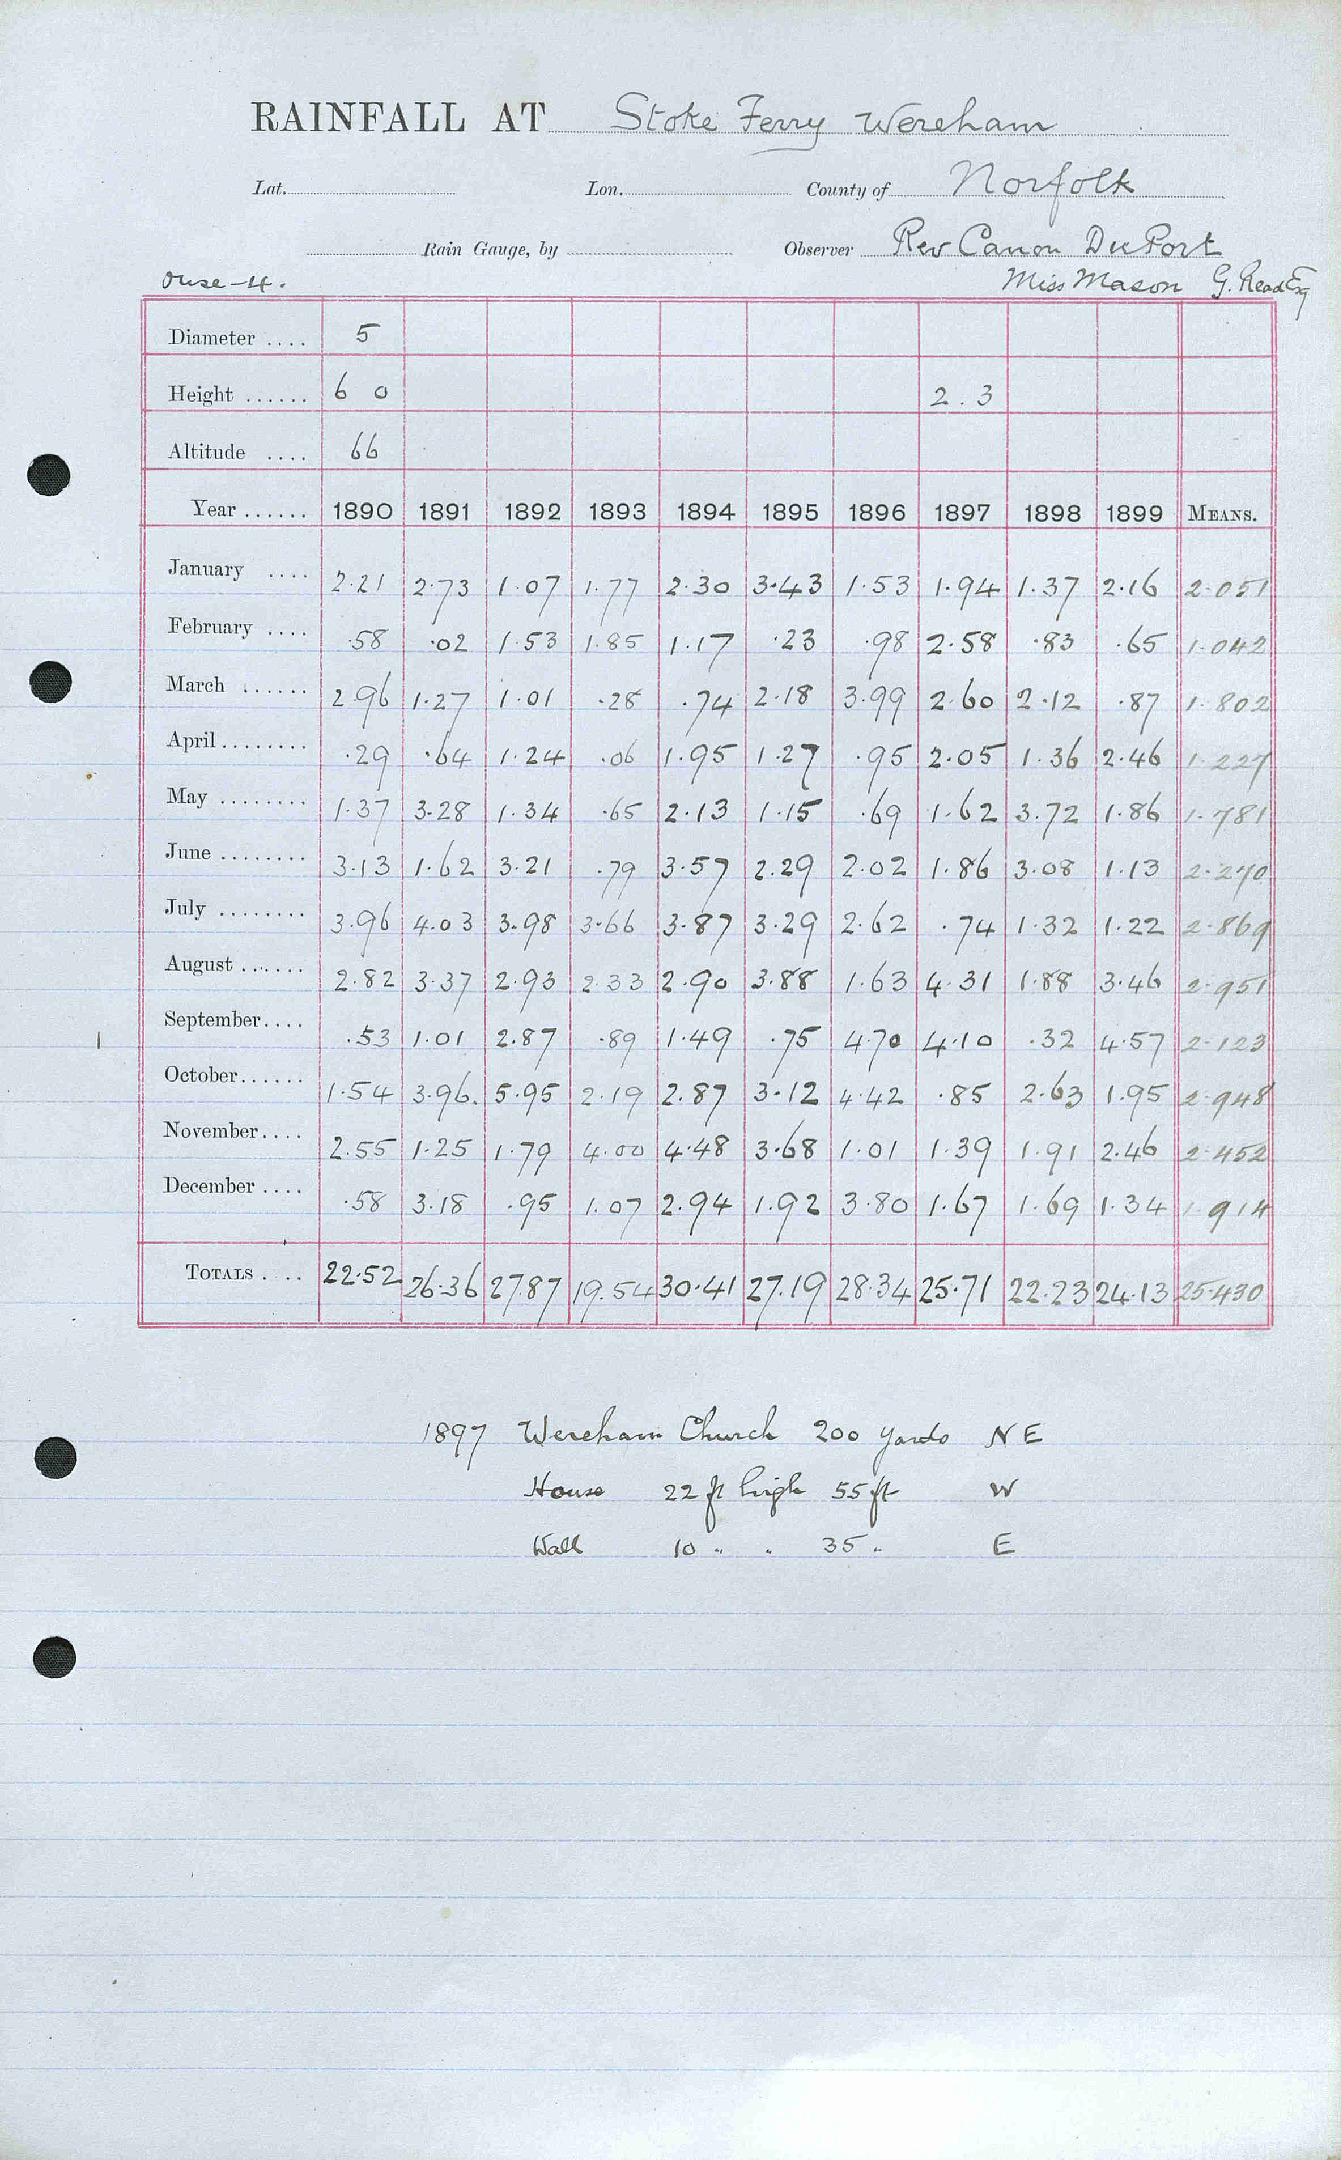 RAINFALL AT Stoke Ferry Wereham
Lat. Lon. County of Norfolk
Rain Gauge, by Observer Rev Canon Du Port
Ouse-4. Miss Mason G. Read Esq
Diameter .... 5
Height ...... 6 0 2.3
Altitude .... 66
Year ...... 1890 1891 1892 1893 1894 1895 1896 1897 1898 1899 MEANS.
January .... 2.21 2.73 1.07 1.77 2.30 3.43 1.53 1.94 1.37 2.16 2.051
February .... .58 .02 1.53 1.85 1.17 .23 .98 2.58 .83 .65 1.042
March ...... 2.96 1.27 1.01 .28 .74 2.18 3.99 2.60 2.12 .87 1.802
April ........ .29 .64 1.24 .06 1.95 1.27 .95 2.05 1.36 2.46 1.227
May ........ 1.37 3.28 1.34 .65 2.13 1.15 .69 1.62 3.72 1.86 1.781
June ........ 3.13 1.62 3.21 .79 3.57 2.29 2.02 1.86 3.08 1.13 2.270
July ........ 3.96 4.03 3.98 3.66 3.87 3.29 2.62 .74 1.32 1.22 2.869
August ...... 2.82 3.37 2.93 2.33 2.90 3.88 1.63 4.31 1.88 3.46 2.951
September .... .53 1.01 2.87 .89 1.49 .75 4.70 4.10 .32 4.57 2.123
October ...... 1.54 3.96. 5.95 2.19 2.87 3.12 4.42 .85 2.63 1.95 2.948
November .... 2.55 1.25 1.79 4.00 4.48 3.68 1.01 1.39 1.91 2.46 2.452
December .... .58 3.18 .95 1.07 2.94 1.92 3.80 1.67 1.69 1.34 1.914
TOTALS .... 22.52 26.36 27.87 19.54 30.41 27.19 28.34 25.71 22.23 24.13 25.430
1897 Wereham Church 200 yards NE
House 22 ft high 55 ft W
Wall 10 " " 35 " E